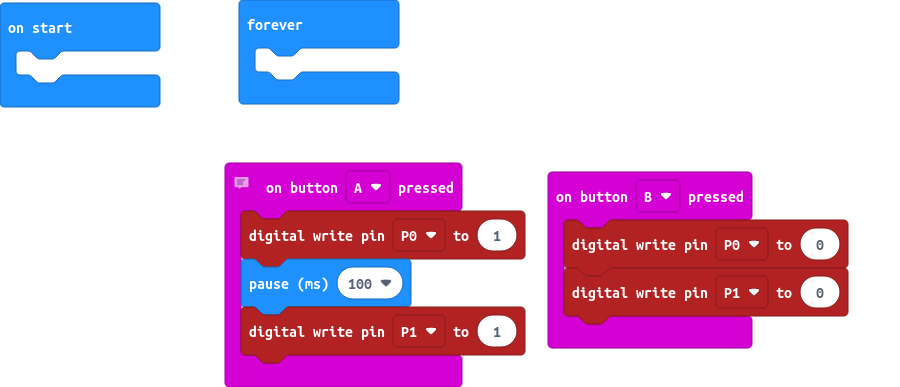 on start
forever
on button A pressed
digital write pin P0 to 1
pause (ms) 100
digital write pin P1 to 1
on button B pressed
digital write pin P0 to 0
digital write pin P1 to 0